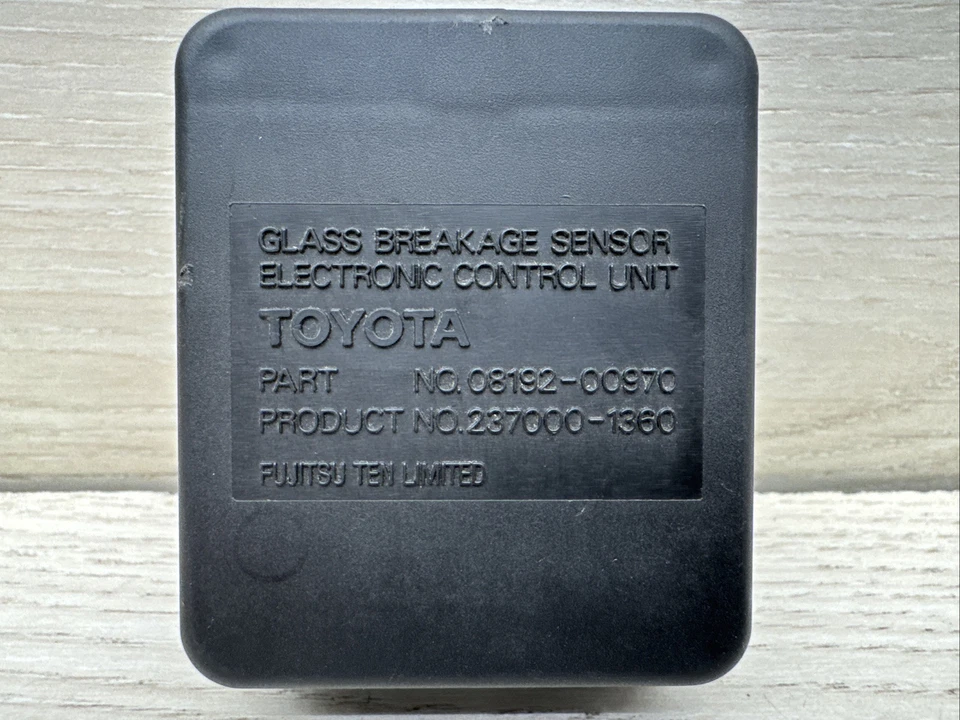 GLASS BREAKAGE SENSOR
ELECTRONIC CONTROL UNIT
TOYOTA
PART NO. 08192-00970
PRODUCT NO.237000-1360
FUJITSU TEN LIMITED